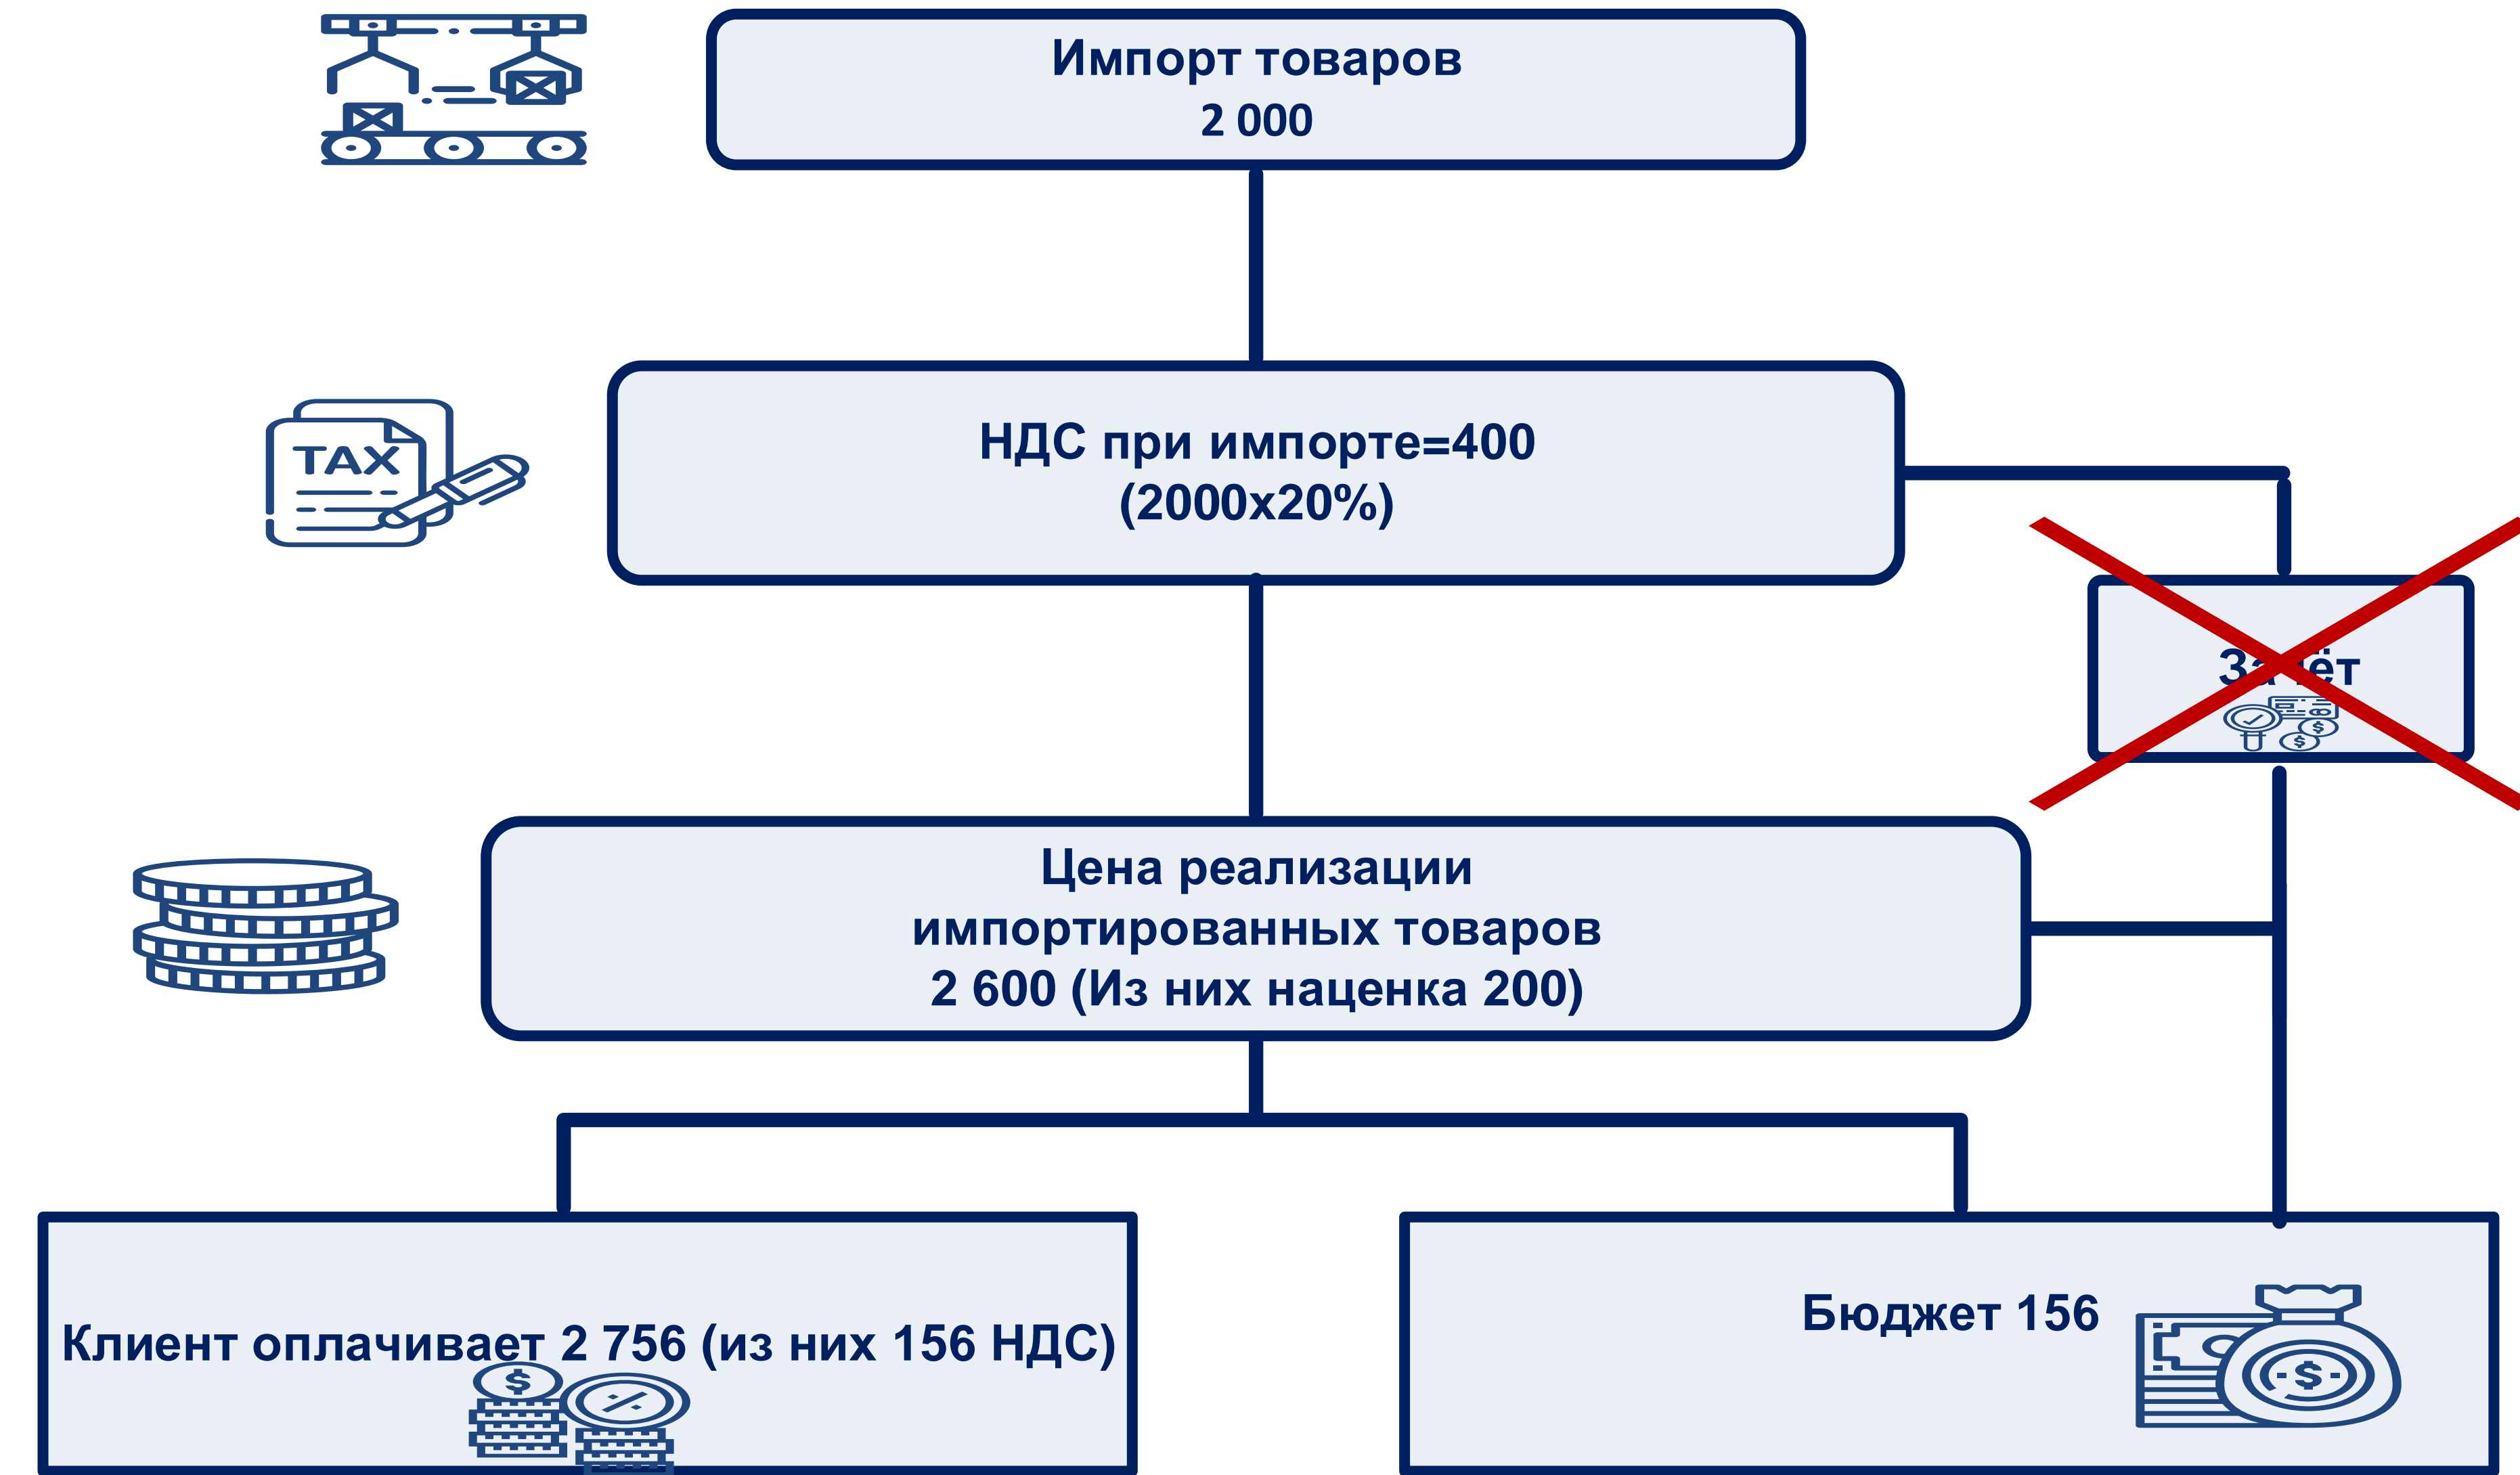 Импорт товаров
2 000
TAX
НДС при импорте=400
(2000х20%)
Цена реализации
импортированных товаров
2 600 (Из них наценка 200)
Клиент оплачивает 2 756 (из них 156 НДС)
Бюджет 156